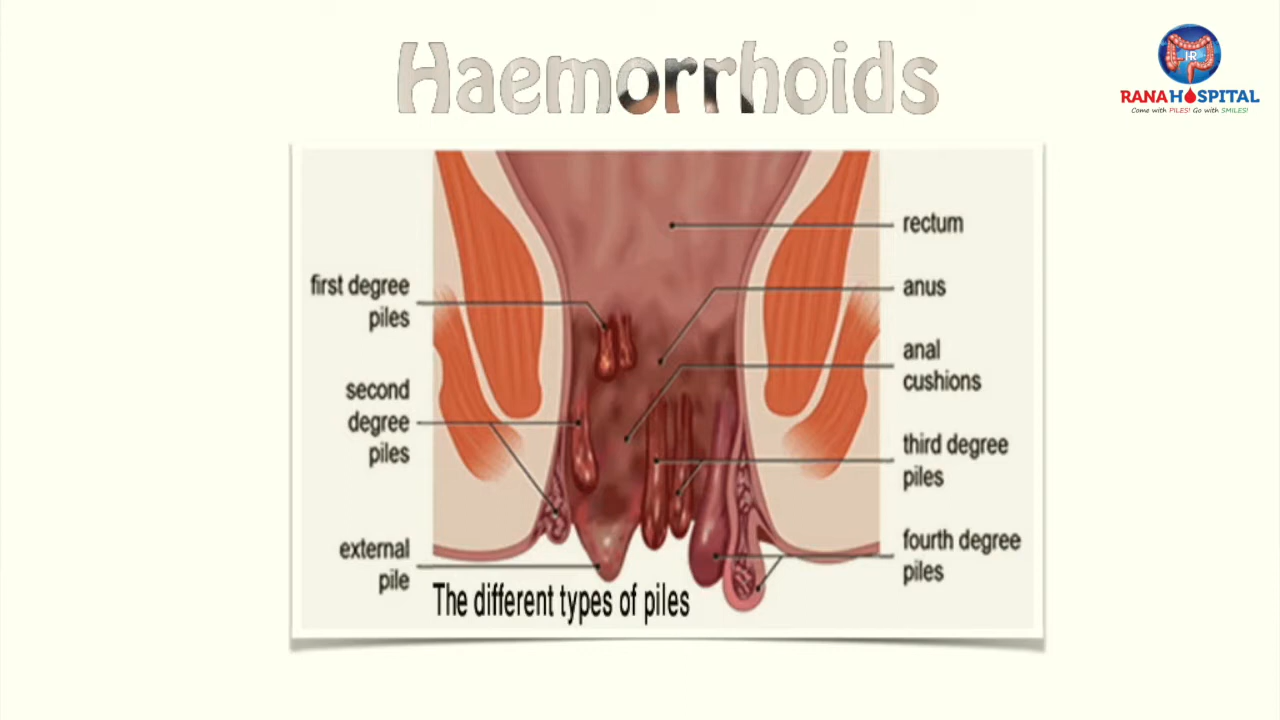 Haemorrhoids
RANA HOSPITAL
Come with PILES! Go with SMILES!
first degree
piles
second
degree
piles
external
pile
rectum
anus
anal
cushions
third degree
piles
fourth degree
piles
The different types of piles